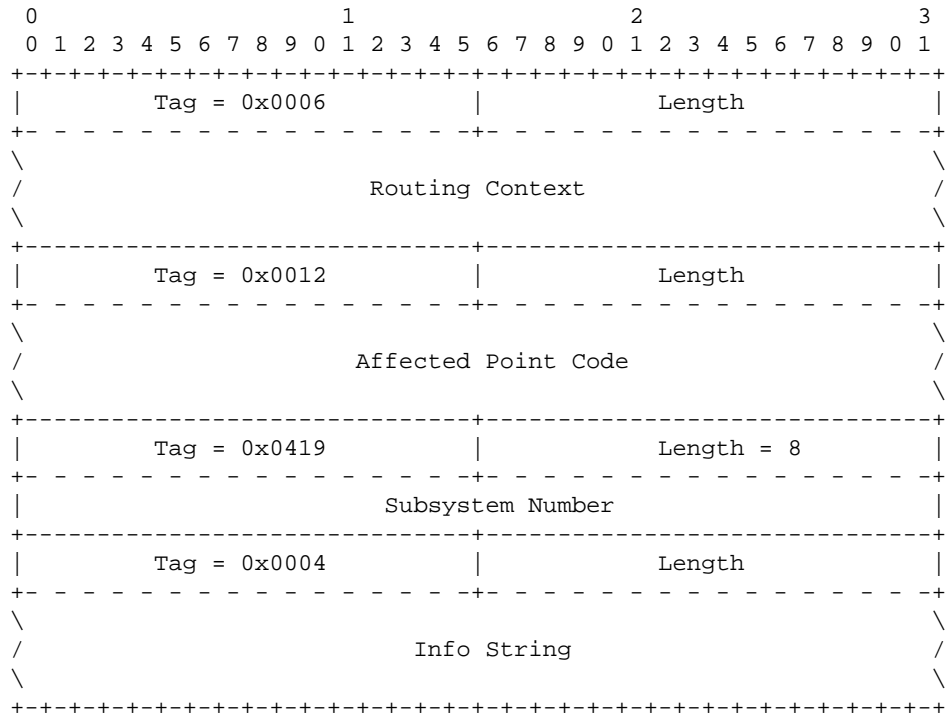 0                   1                   2                   3
 0 1 2 3 4 5 6 7 8 9 0 1 2 3 4 5 6 7 8 9 0 1 2 3 4 5 6 7 8 9 0 1
+-+-+-+-+-+-+-+-+-+-+-+-+-+-+-+-+-+-+-+-+-+-+-+-+-+-+-+-+-+-+-+-+
|         Tag = 0x0006          |            Length             |
+- - - - - - - - - - - - - - - -+- - - - - - - - - - - - - - - -+
\                                                               \
/                        Routing Context                        /
\                                                               \
+-------------------------------+-------------------------------+
|         Tag = 0x0012          |            Length             |
+- - - - - - - - - - - - - - - -+- - - - - - - - - - - - - - - -+
\                                                               \
/                       Affected Point Code                     /
\                                                               \
+-------------------------------+-------------------------------+
|         Tag = 0x0419          |            Length = 8         |
+- - - - - - - - - - - - - - - -+- - - - - - - - - - - - - - - -+
|                         Subsystem Number                      |
+-------------------------------+-------------------------------+
|         Tag = 0x0004          |            Length             |
+- - - - - - - - - - - - - - - -+- - - - - - - - - - - - - - - -+
\                                                               \
/                           Info String                         /
\                                                               \
+-+-+-+-+-+-+-+-+-+-+-+-+-+-+-+-+-+-+-+-+-+-+-+-+-+-+-+-+-+-+-+-+